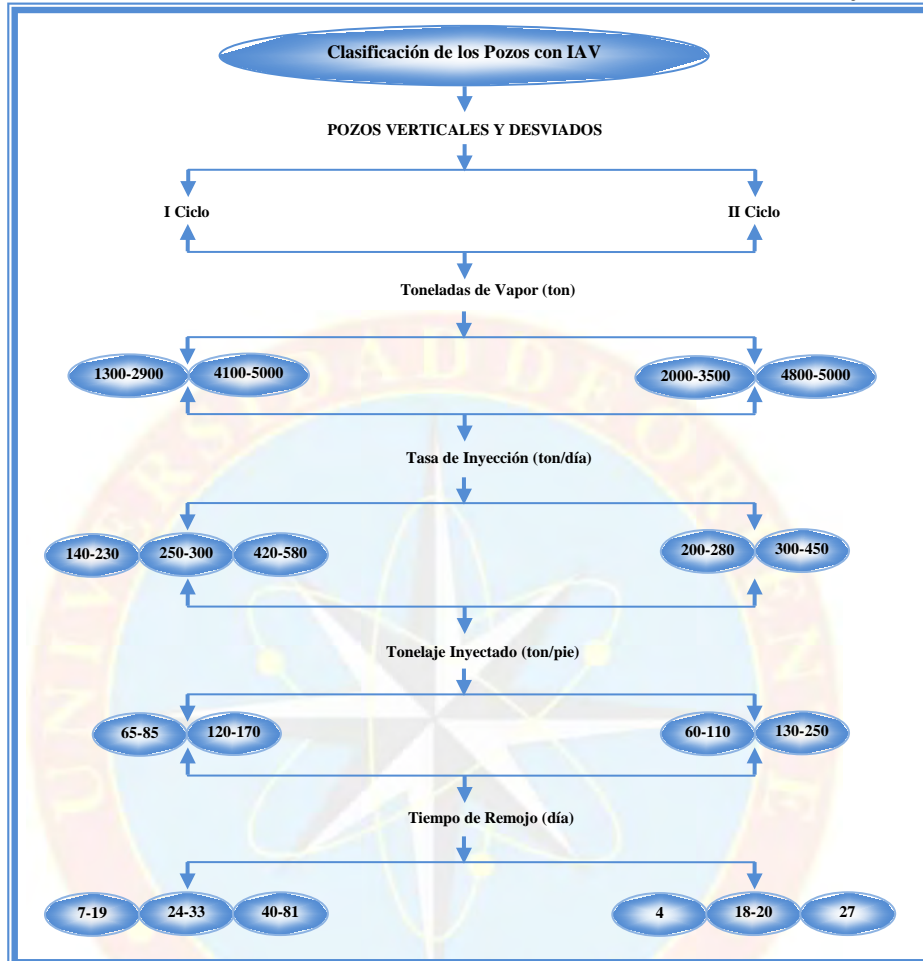 Clasificación de los Pozos con IAV
POZOS VERTICALES Y DESVIADOS
I Ciclo II Ciclo
Toneladas de Vapor (ton)
1300-2900 4100-5000 2000-3500 4800-5000
Tasa de Inyección (ton/día)
140-230 250-300 420-580 200-280 300-450
Tonelaje Inyectado (ton/pie)
65-85 120-170 60-110 130-250
Tiempo de Remojo (día)
7-19 24-33 40-81 4 18-20 27
UNIVERSIDAD DE ORIENTE